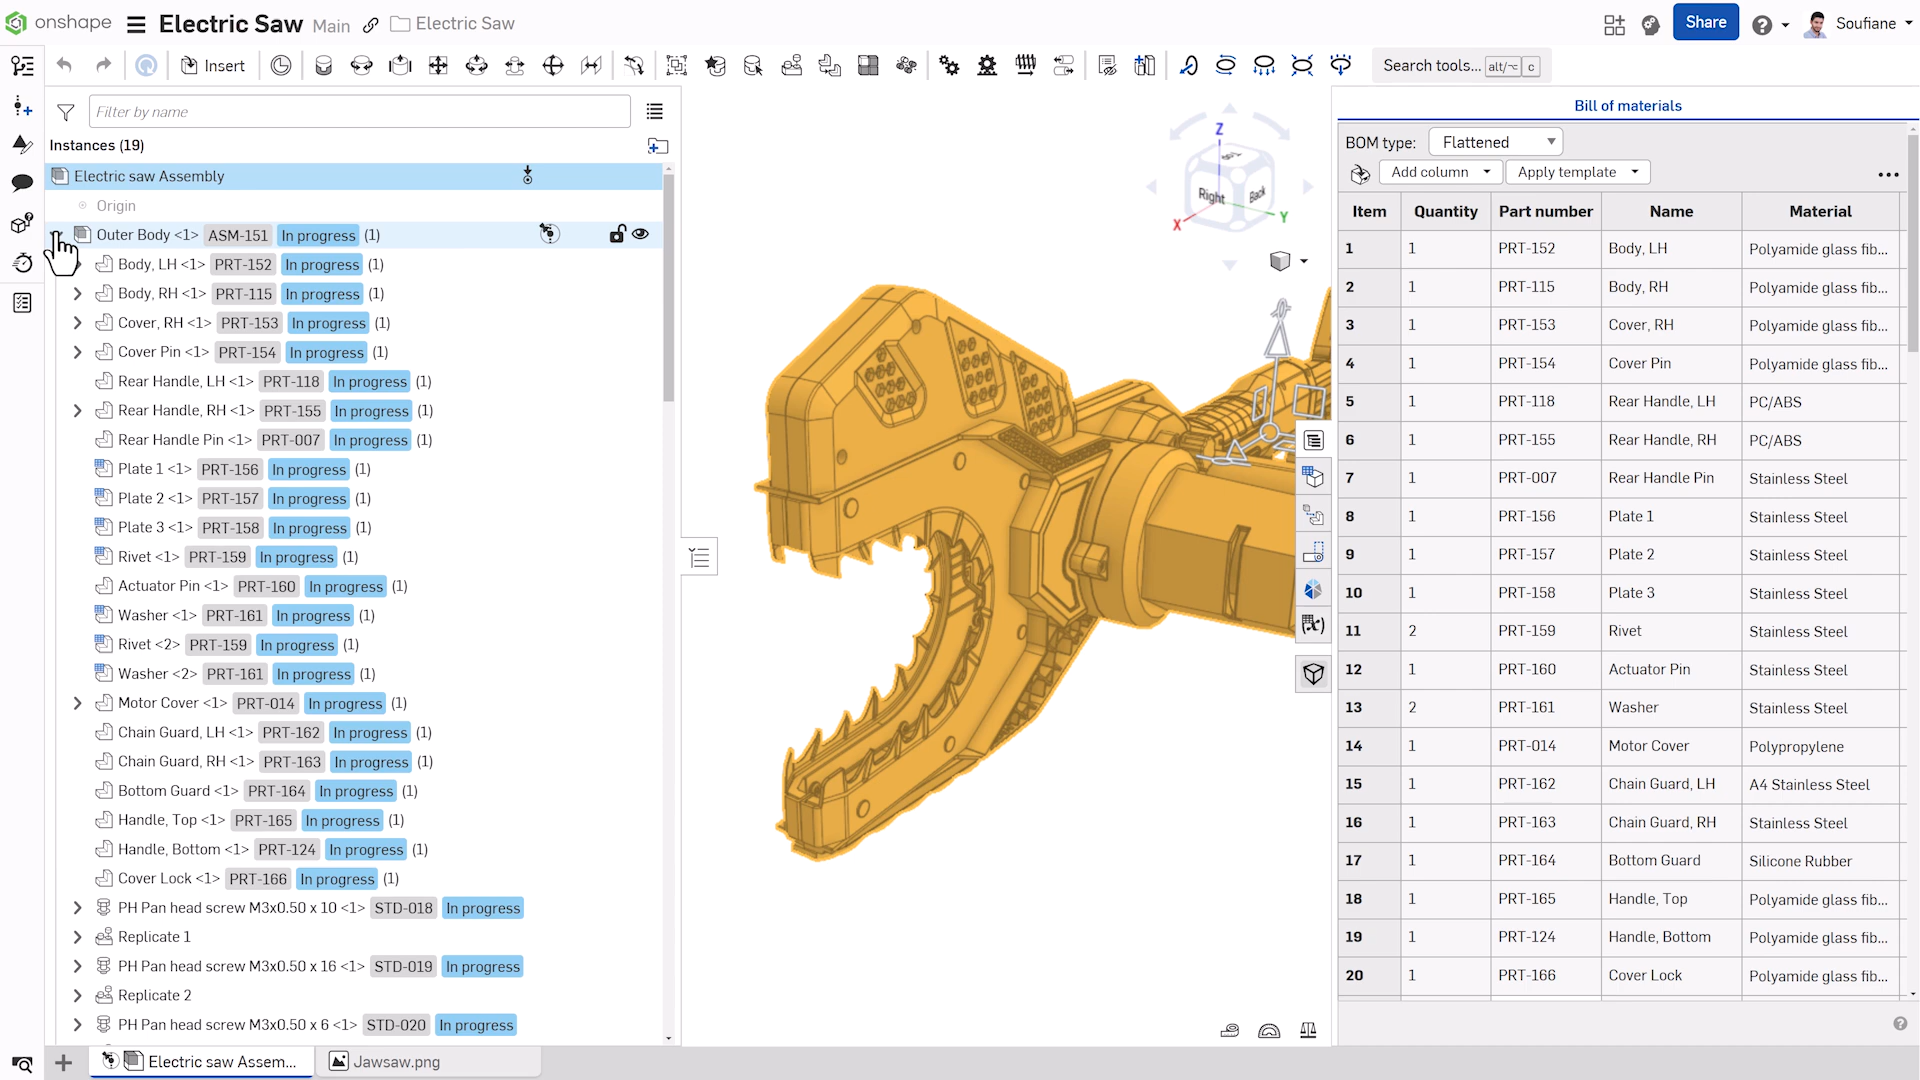 onshape Electric Saw Main Electric Saw Share Soufiane
Insert Search tools... alt/⌥ c
Filter by name
Instances (19)
Electric saw Assembly
Origin
Outer Body <1> ASM-151 In progress (1)
Body, LH <1> PRT-152 In progress (1)
Body, RH <1> PRT-115 In progress (1)
Cover, RH <1> PRT-153 In progress (1)
Cover Pin <1> PRT-154 In progress (1)
Rear Handle, LH <1> PRT-118 In progress (1)
Rear Handle, RH <1> PRT-155 In progress (1)
Rear Handle Pin <1> PRT-007 In progress (1)
Plate 1 <1> PRT-156 In progress (1)
Plate 2 <1> PRT-157 In progress (1)
Plate 3 <1> PRT-158 In progress (1)
Rivet <1> PRT-159 In progress (1)
Actuator Pin <1> PRT-160 In progress (1)
Washer <1> PRT-161 In progress (1)
Rivet <2> PRT-159 In progress (1)
Washer <2> PRT-161 In progress (1)
Motor Cover <1> PRT-014 In progress (1)
Chain Guard, LH <1> PRT-162 In progress (1)
Chain Guard, RH <1> PRT-163 In progress (1)
Bottom Guard <1> PRT-164 In progress (1)
Handle, Top <1> PRT-165 In progress (1)
Handle, Bottom <1> PRT-124 In progress (1)
Cover Lock <1> PRT-166 In progress (1)
PH Pan head screw M3x0.50 x 10 <1> STD-018 In progress
Replicate 1
PH Pan head screw M3x0.50 x 16 <1> STD-019 In progress
Replicate 2
PH Pan head screw M3x0.50 x 6 <1> STD-020 In progress
Z
Top
Right Back
X Y
Bill of materials
BOM type: Flattened
Add column Apply template
Item Quantity Part number Name Material
1 1 PRT-152 Body, LH Polyamide glass fib...
2 1 PRT-115 Body, RH Polyamide glass fib...
3 1 PRT-153 Cover, RH Polyamide glass fib...
4 1 PRT-154 Cover Pin Polyamide glass fib...
5 1 PRT-118 Rear Handle, LH PC/ABS
6 1 PRT-155 Rear Handle, RH PC/ABS
7 1 PRT-007 Rear Handle Pin Stainless Steel
8 1 PRT-156 Plate 1 Stainless Steel
9 1 PRT-157 Plate 2 Stainless Steel
10 1 PRT-158 Plate 3 Stainless Steel
11 2 PRT-159 Rivet Stainless Steel
12 1 PRT-160 Actuator Pin Stainless Steel
13 2 PRT-161 Washer Stainless Steel
14 1 PRT-014 Motor Cover Polypropylene
15 1 PRT-162 Chain Guard, LH A4 Stainless Steel
16 1 PRT-163 Chain Guard, RH Stainless Steel
17 1 PRT-164 Bottom Guard Silicone Rubber
18 1 PRT-165 Handle, Top Polyamide glass fib...
19 1 PRT-124 Handle, Bottom Polyamide glass fib...
20 1 PRT-166 Cover Lock Polyamide glass fib...
Electric saw Assem... Jawsaw.png